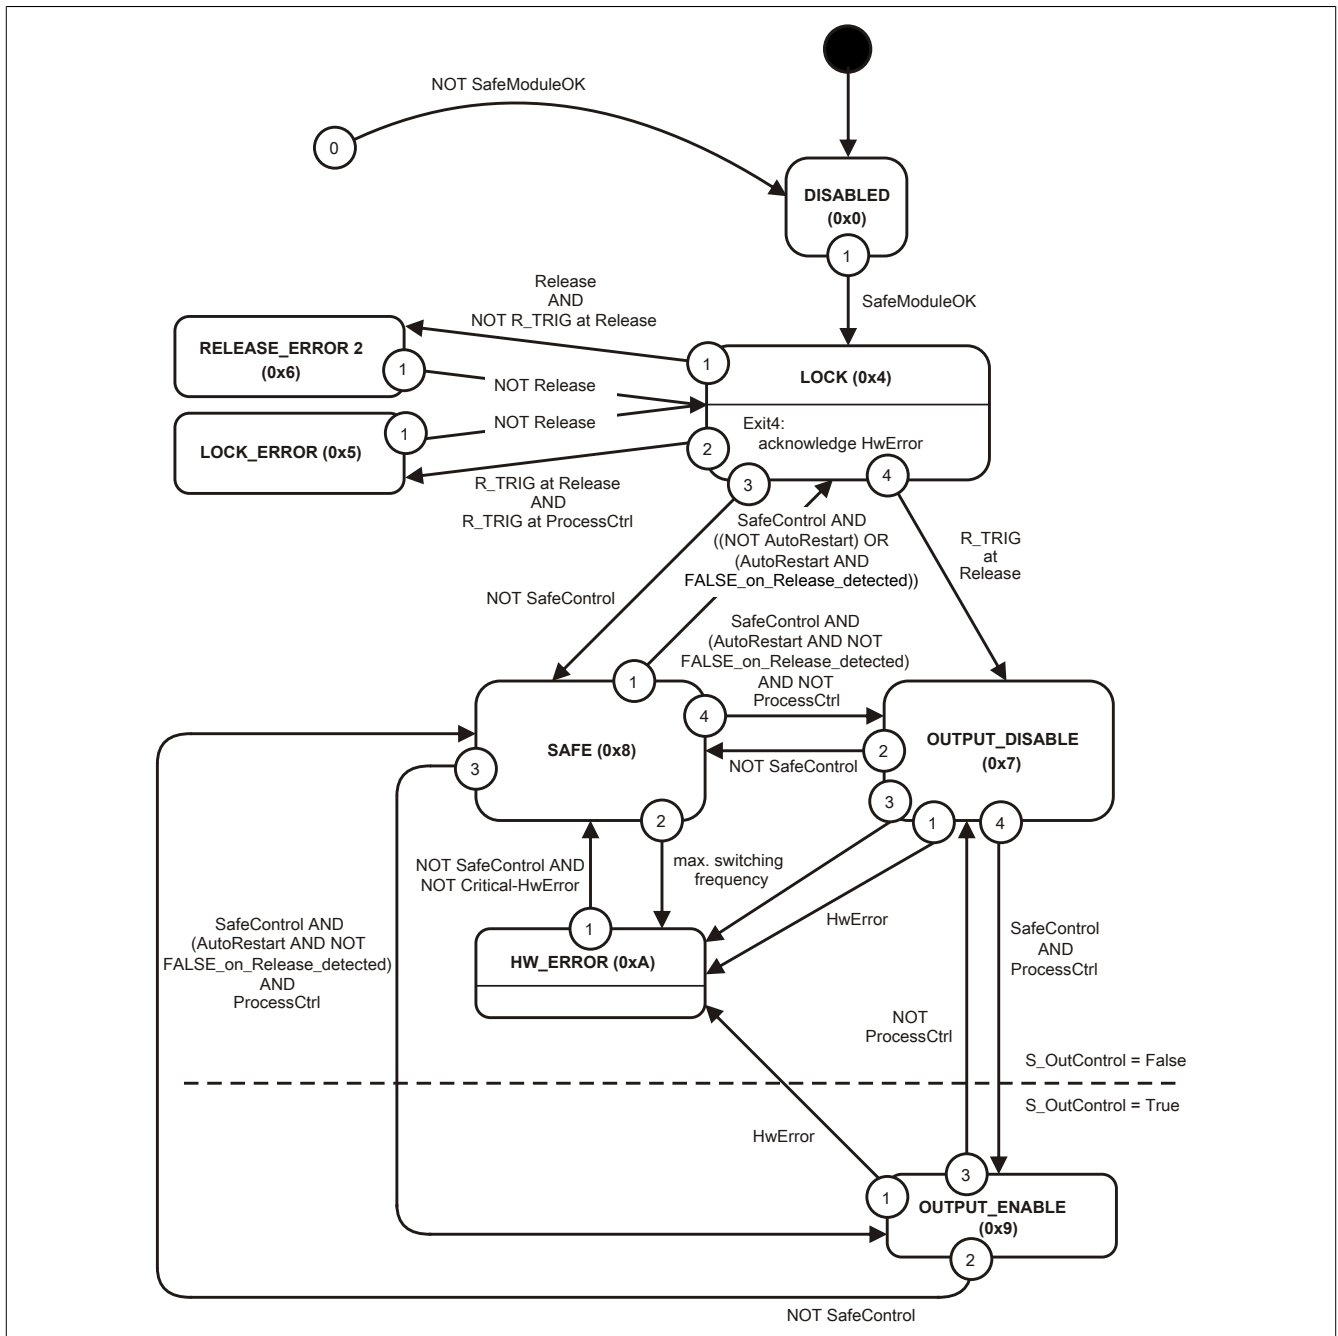 NOT SafeModuleOK
0
DISABLED
(0x0)
1
SafeModuleOK
Release
AND
NOT R_TRIG at Release
RELEASE_ERROR 2
(0x6)
1
NOT Release
1
LOCK (0x4)
NOT Release
1
LOCK_ERROR (0x5)
2
Exit4:
acknowledge HwError
R_TRIG at Release
AND
R_TRIG at ProcessCtrl
3
4
SafeControl AND
((NOT AutoRestart) OR
(AutoRestart AND
FALSE_on_Release_detected))
R_TRIG
at
Release
NOT SafeControl
SafeControl AND
(AutoRestart AND NOT
FALSE_on_Release_detected)
AND NOT
ProcessCtrl
1
4
SAFE (0x8)
3
2
NOT SafeControl
2
OUTPUT_DISABLE
(0x7)
3
1
4
NOT SafeControl AND
NOT Critical-HwError
max. switching
frequency
HwError
1
HW_ERROR (0xA)
SafeControl AND
(AutoRestart AND NOT
FALSE_on_Release_detected)
AND
ProcessCtrl
SafeControl
AND
ProcessCtrl
NOT
ProcessCtrl
S_OutControl = False
S_OutControl = True
HwError
1
3
OUTPUT_ENABLE
(0x9)
2
NOT SafeControl